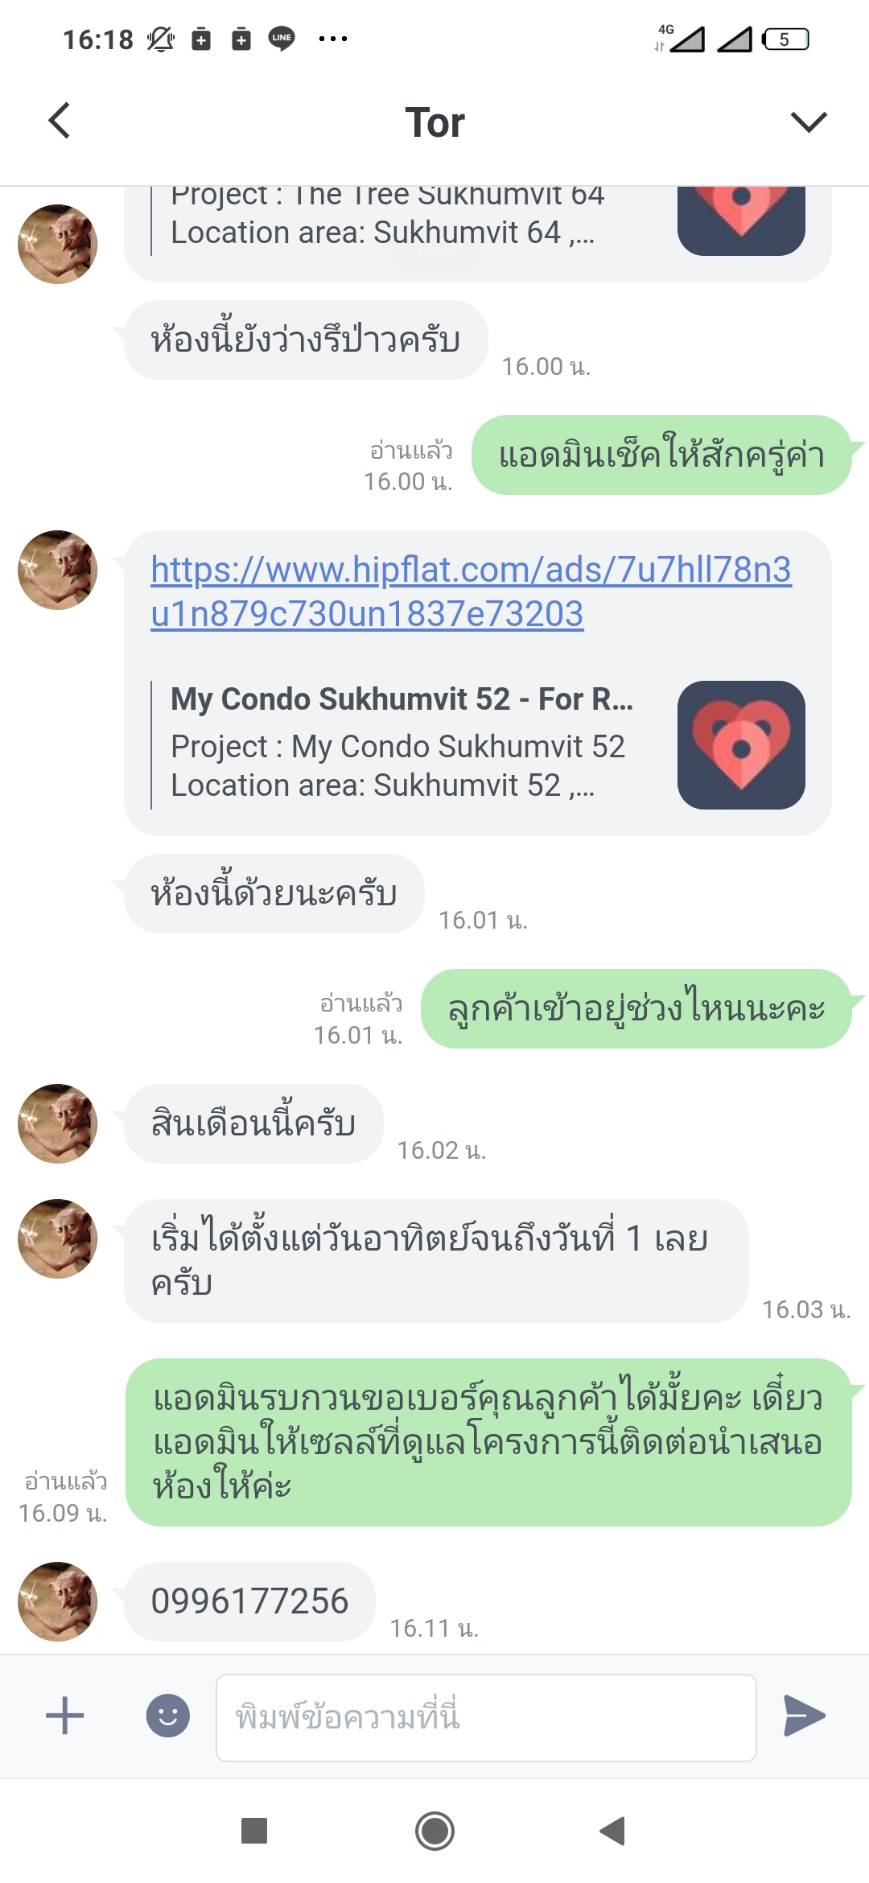 16:18
LINE
4G
5
Tor
Project : The Tree Sukhumvit 64
Location area: Sukhumvit 64 ,...
ห้องนี้ยังว่างรึป่าวครับ
16.00 น.
แอดมินเช็คให้สักครู่ค่า
อ่านแล้ว
16.00 น.
https://www.hipflat.com/ads/7u7hll78n3
u1n879c730un1837e73203
My Condo Sukhumvit 52 - For R...
Project : My Condo Sukhumvit 52
Location area: Sukhumvit 52 ,...
ห้องนี้ด้วยนะครับ
16.01 น.
ลูกค้าเข้าอยู่ช่วงไหนนะคะ
อ่านแล้ว
16.01 น.
สินเดือนนี้ครับ
16.02 น.
เริ่มได้ตั้งแต่วันอาทิตย์จนถึงวันที่ 1 เลย
ครับ
16.03 น.
แอดมินรบกวนขอเบอร์คุณลูกค้าได้มั้ยคะ เดี๋ยว
แอดมินให้เซลล์ที่ดูแลโครงการนี้ติดต่อนำเสนอ
ห้องให้ค่ะ
อ่านแล้ว
16.09 น.
0996177256
16.11 น.
พิมพ์ข้อความที่นี่